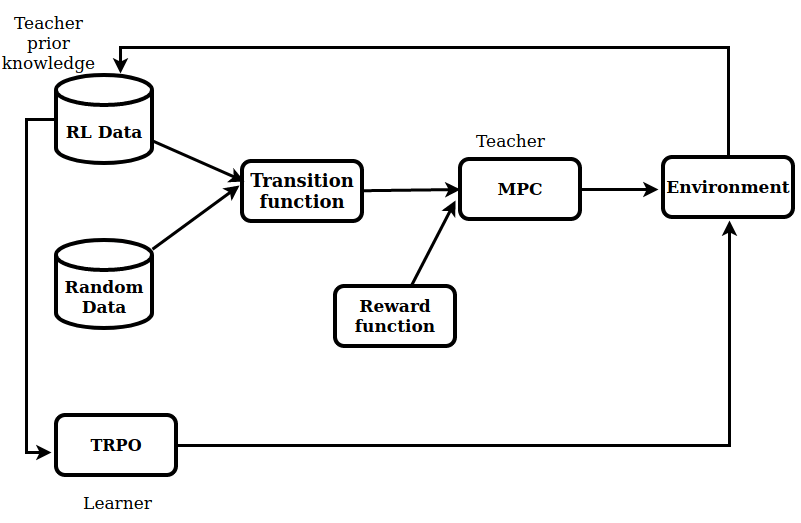 Teacher
prior
knowledge
RL Data
Teacher
Transition
function
MPC
Environment
Random
Data
Reward
function
TRPO
Learner